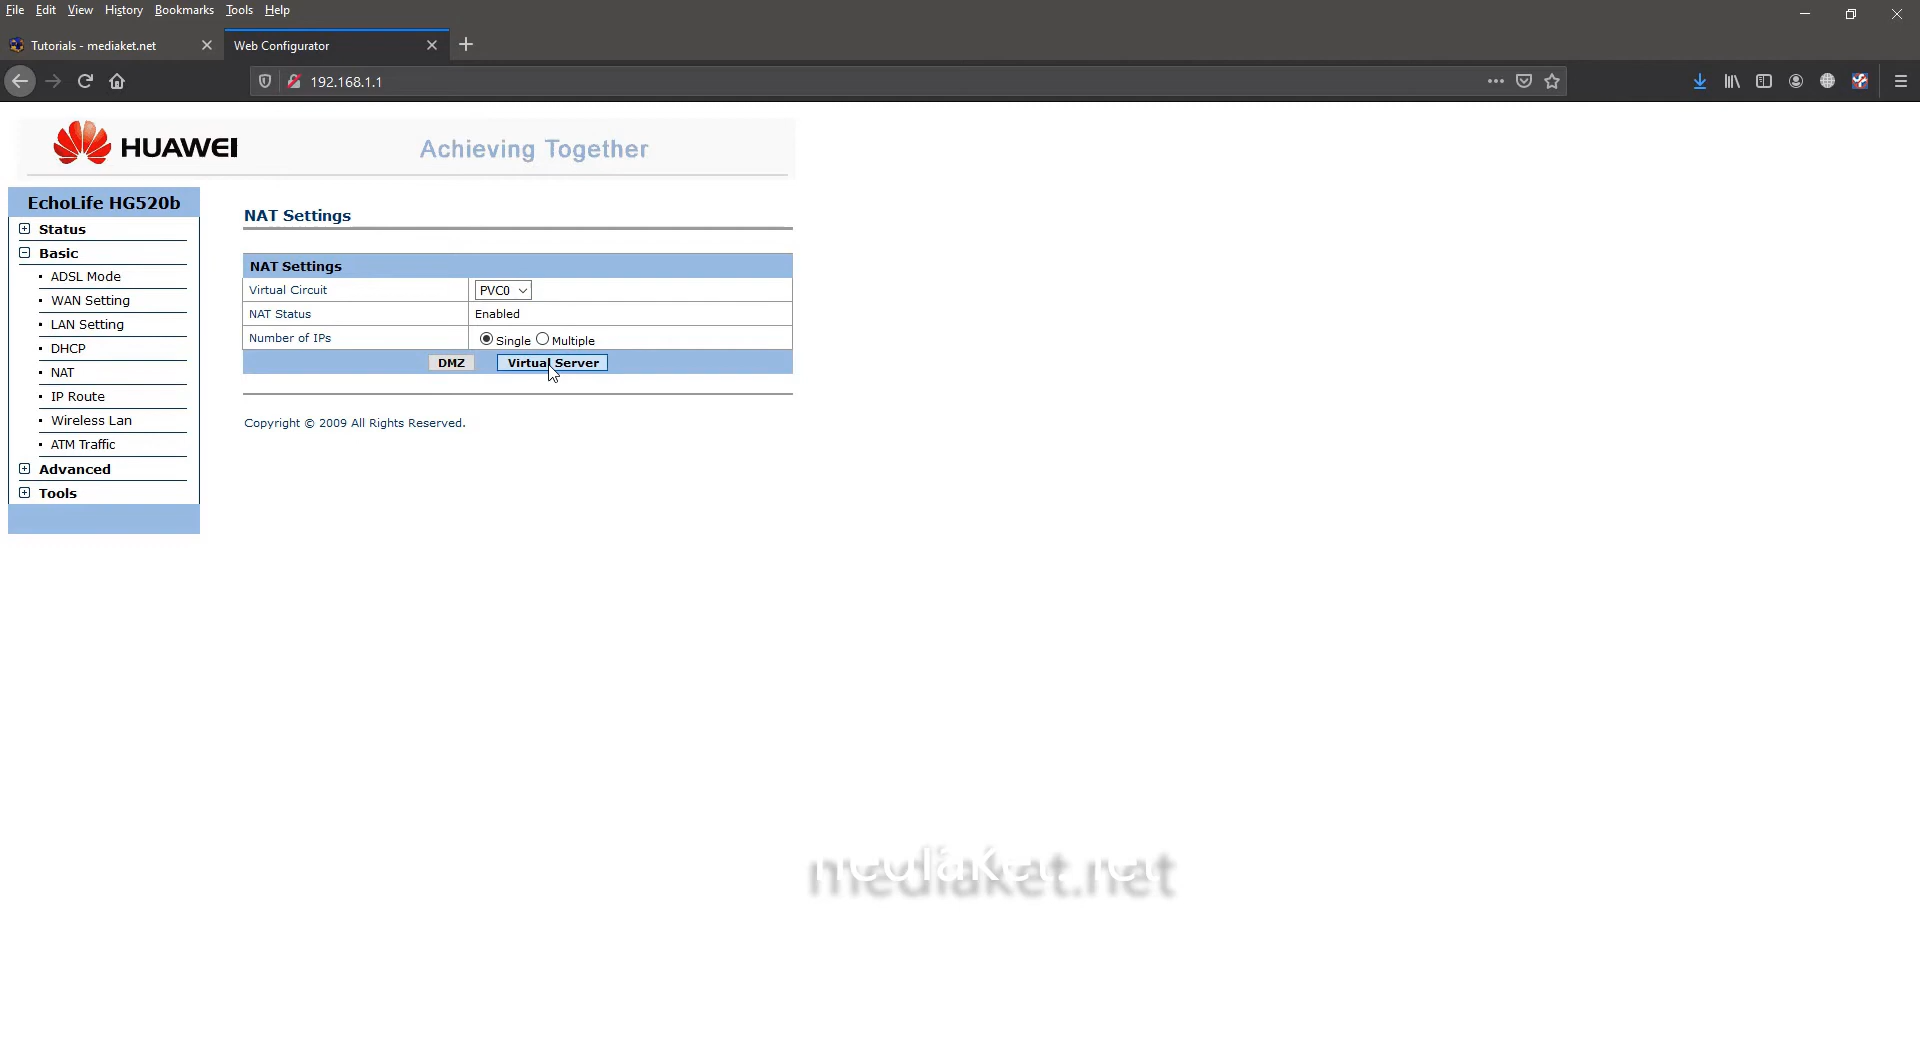 File Edit View History Bookmarks Tools Help
Tutorials - mediaket.net
Web Configurator
192.168.1.1
HUAWEI
Achieving Together
EchoLife HG520b
Status
Basic
ADSL Mode
WAN Setting
LAN Setting
DHCP
NAT
IP Route
Wireless Lan
ATM Traffic
Advanced
Tools
NAT Settings
NAT Settings
Virtual Circuit PVC0
NAT Status Enabled
Number of IPs Single Multiple
DMZ Virtual Server
Copyright © 2009 All Rights Reserved.
mediaket.net